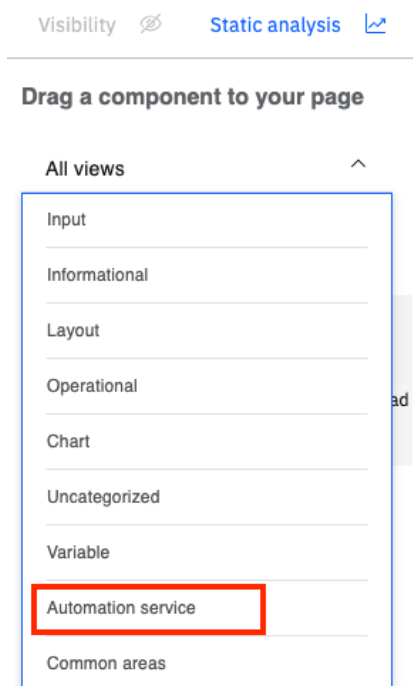 Visibility Static analysis
Drag a component to your page
All views
Input
Informational
Layout
Operational
ad
Chart
Uncategorized
Variable
Automation service
Common areas